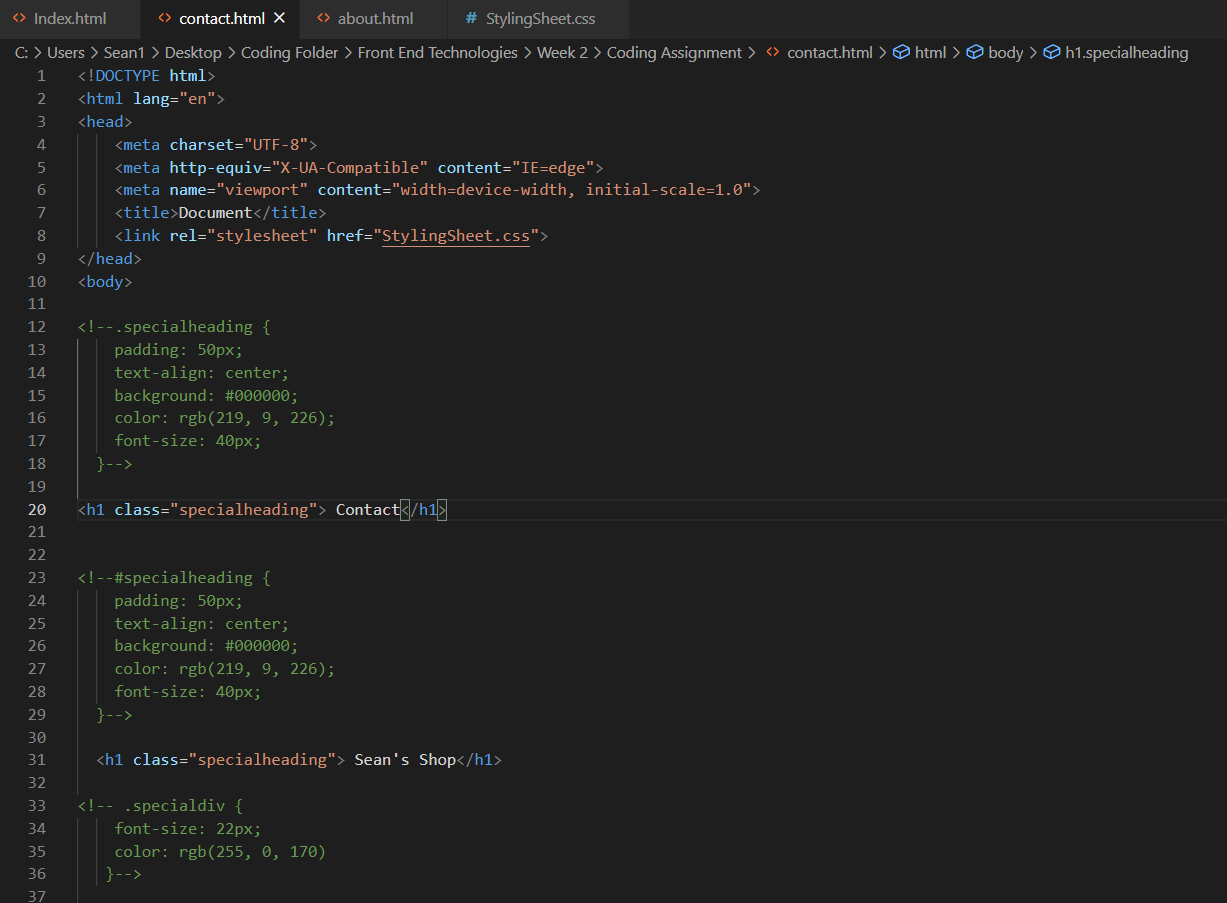 Index.html contact.html about.html # StylingSheet.css
C: > Users > Sean1 > Desktop > Coding Folder > Front End Technologies > Week 2 > Coding Assignment > contact.html > html > body > h1.specialheading
1 <!DOCTYPE html>
2 <html lang="en">
3 <head>
4 <meta charset="UTF-8">
5 <meta http-equiv="X-UA-Compatible" content="IE=edge">
6 <meta name="viewport" content="width=device-width, initial-scale=1.0">
7 <title>Document</title>
8 <link rel="stylesheet" href="StylingSheet.css">
9 </head>
10 <body>
11
12 <!--.specialheading {
13 padding: 50px;
14 text-align: center;
15 background: #000000;
16 color: rgb(219, 9, 226);
17 font-size: 40px;
18 }-->
19
20 <h1 class="specialheading"> Contact</h1>
21
22
23 <!--#specialheading {
24 padding: 50px;
25 text-align: center;
26 background: #000000;
27 color: rgb(219, 9, 226);
28 font-size: 40px;
29 }-->
30
31 <h1 class="specialheading"> Sean's Shop</h1>
32
33 <!-- .specialdiv {
34 font-size: 22px;
35 color: rgb(255, 0, 170)
36 }-->
37